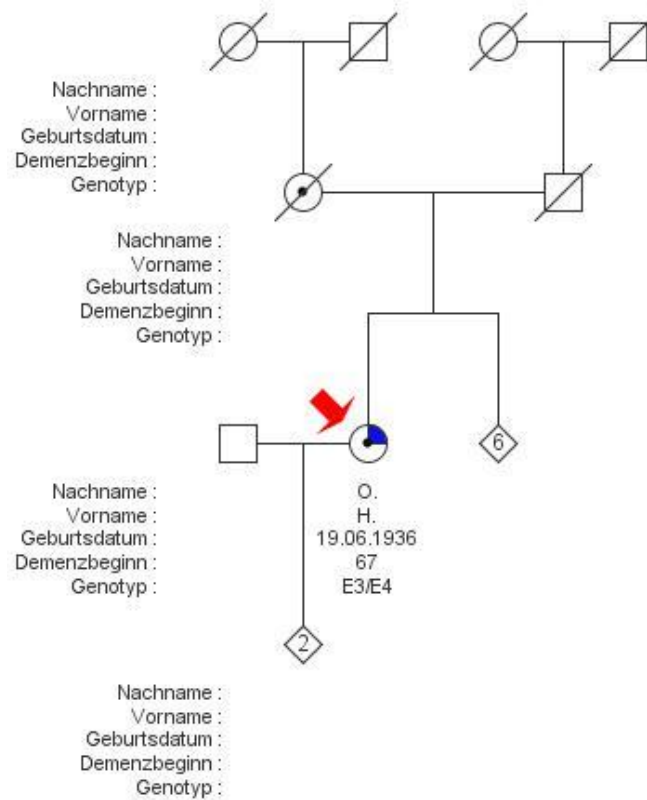 Nachname :
Vorname :
Geburtsdatum :
Demenzbeginn :
Genotyp :
Nachname :
Vorname :
Geburtsdatum :
Demenzbeginn :
Genotyp :
6
Nachname : O.
Vorname : H.
Geburtsdatum : 19.06.1936
Demenzbeginn : 67
Genotyp : E3/E4
2
Nachname :
Vorname :
Geburtsdatum :
Demenzbeginn :
Genotyp :